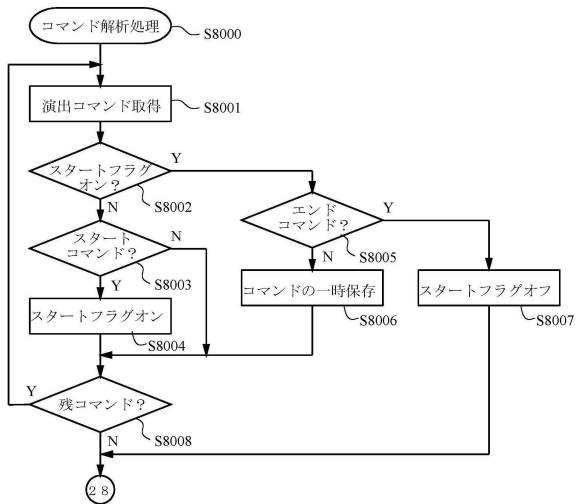 コマンド解析処理
S8000
演出コマンド取得
S8001
スタートフラグ
オン？
Y
S8002
N
エンド
コマンド？
Y
S8005
N
スタート
コマンド？
N
S8003
Y
スタートフラグオン
S8004
コマンドの一時保存
S8006
スタートフラグオフ
S8007
Y
残コマンド？
S8008
N
28